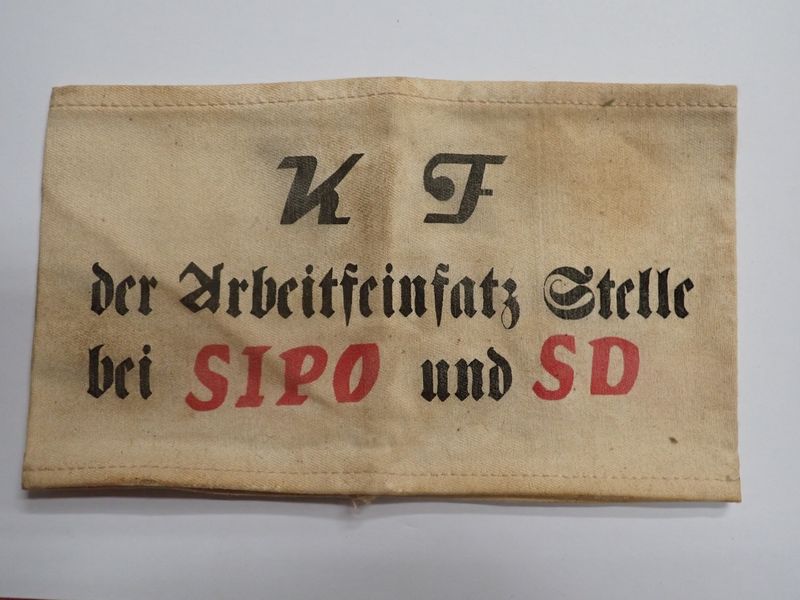 K F
der Arbeitſeinſatz Stelle
bei SIPO und SD